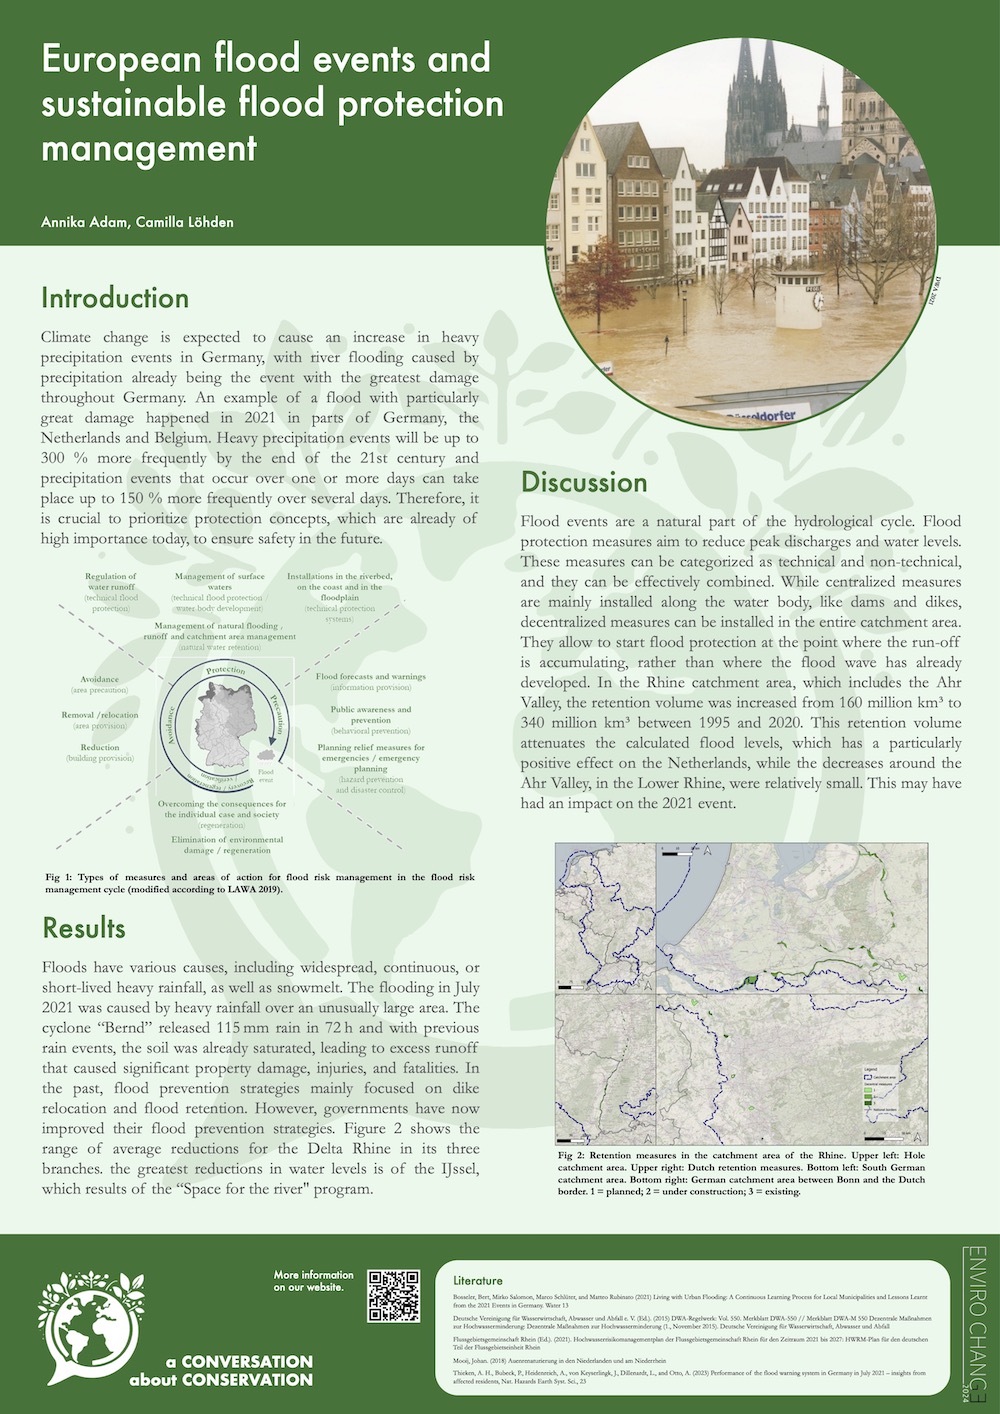 European flood events and
sustainable flood protection
management
Annika Adam, Camilla Löhden
DWA 2021
PEGEL
Düsseldorfer
Introduction
Climate change is expected to cause an increase in heavy
precipitation events in Germany, with river flooding caused by
precipitation already being the event with the greatest damage
throughout Germany. An example of a flood with particularly
great damage happened in 2021 in parts of Germany, the
Netherlands and Belgium. Heavy precipitation events will be up to
300 % more frequently by the end of the 21st century and
precipitation events that occur over one or more days can take
place up to 150 % more frequently over several days. Therefore, it
is crucial to prioritize protection concepts, which are already of
high importance today, to ensure safety in the future.
Regulation of
water runoff
(technical flood
protection)
Management of surface
waters
(technical flood protection /
water body development)
Installations in the riverbed,
on the coast and in the
floodplain
(technical protection
systems)
Management of natural flooding ,
runoff and catchment area management
(natural water retention)
Avoidance
(area precaution)
Removal /relocation
(area provision)
Reduction
(building provision)
Protection
Precaution
Avoidance
Recovery / regeneration
/ verification
Flood
event
Flood forecasts and warnings
(information provision)
Public awareness and
prevention
(behavioral prevention)
Planning relief measures for
emergencies / emergency
planning
(hazard prevention
and disaster control)
Overcoming the consequences for
the individual case and society
(regeneration)
Elimination of environmental
damage / regeneration
Fig 1: Types of measures and areas of action for flood risk management in the flood risk
management cycle (modified according to LAWA 2019).
Results
Floods have various causes, including widespread, continuous, or
short-lived heavy rainfall, as well as snowmelt. The flooding in July
2021 was caused by heavy rainfall over an unusually large area. The
cyclone “Bernd” released 115 mm rain in 72 h and with previous
rain events, the soil was already saturated, leading to excess runoff
that caused significant property damage, injuries, and fatalities. In
the past, flood prevention strategies mainly focused on dike
relocation and flood retention. However, governments have now
improved their flood prevention strategies. Figure 2 shows the
range of average reductions for the Delta Rhine in its three
branches. the greatest reductions in water levels is of the IJssel,
which results of the “Space for the river" program.
Discussion
Flood events are a natural part of the hydrological cycle. Flood
protection measures aim to reduce peak discharges and water levels.
These measures can be categorized as technical and non-technical,
and they can be effectively combined. While centralized measures
are mainly installed along the water body, like dams and dikes,
decentralized measures can be installed in the entire catchment area.
They allow to start flood protection at the point where the run-off
is accumulating, rather than where the flood wave has already
developed. In the Rhine catchment area, which includes the Ahr
Valley, the retention volume was increased from 160 million km³ to
340 million km³ between 1995 and 2020. This retention volume
attenuates the calculated flood levels, which has a particularly
positive effect on the Netherlands, while the decreases around the
Ahr Valley, in the Lower Rhine, were relatively small. This may have
had an impact on the 2021 event.
Legend
Catchment area
Retention measures
1
2
3
National borders
Fig 2: Retention measures in the catchment area of the Rhine. Upper left: Hole
catchment area. Upper right: Dutch retention measures. Bottom left: South German
catchment area. Bottom right: German catchment area between Bonn and the Dutch
border. 1 = planned; 2 = under construction; 3 = existing.
a CONVERSATION
about CONSERVATION
More information
on our website.
Literature
Bosseler, Bert, Mirko Salomon, Marco Schlüter, and Matteo Rubinato (2021) Living with Urban Flooding: A Continuous Learning Process for Local Municipalities and Lessons Learnt
from the 2021 Events in Germany. Water 13
Deutsche Vereinigung für Wasserwirtschaft, Abwasser und Abfall e. V. (Ed.). (2015) DWA-Regelwerk: Vol. 550. Merkblatt DWA-550 // Merkblatt DWA-M 550 Dezentrale Maßnahmen
zur Hochwasserminderung: Dezentrale Maßnahmen zur Hochwasserminderung (1., November 2015). Deutsche Vereinigung für Wasserwirtschaft, Abwasser und Abfall
Flussgebietsgemeinschaft Rhein (Ed.). (2021). Hochwasserrisikomanagementplan der Flussgebietsgemeinschaft Rhein für den Zeitraum 2021 bis 2027: HWRM-Plan für den deutschen
Teil der Flussgebietseinheit Rhein
Mooij, Johan. (2018) Auenrenaturierung in den Niederlanden und am Niederrhein
Thieken, A. H., Bubeck, P., Heidenreich, A., von Keyserlingk, J., Dillenardt, L., and Otto, A. (2023) Performance of the flood warning system in Germany in July 2021 – insights from
affected residents, Nat. Hazards Earth Syst. Sci., 23
ENVIRO CHANGE
2024